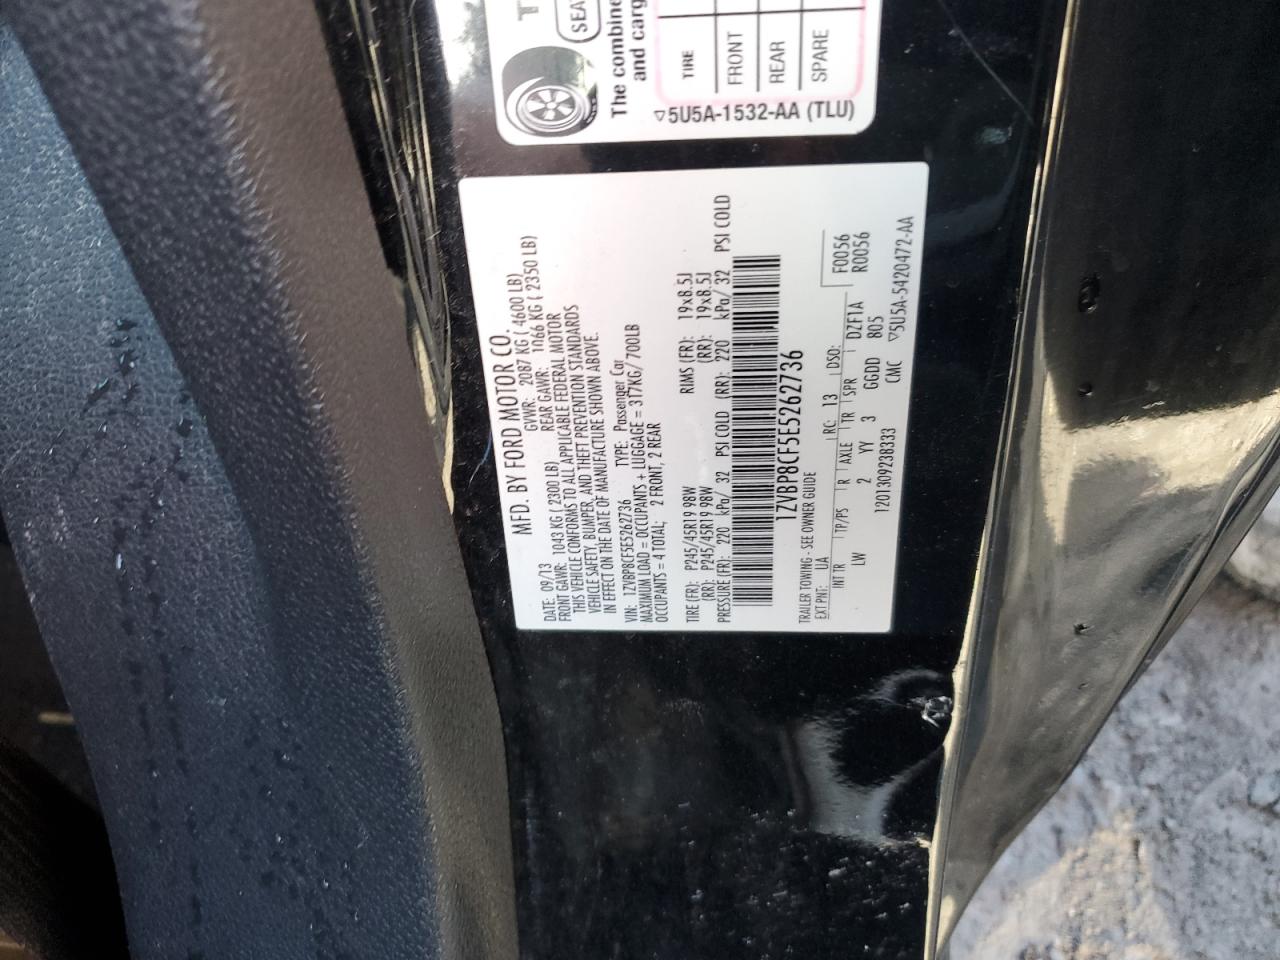 T
SEAT
The combine
and carg
TIRE
FRONT
REAR
SPARE
▽5U5A-1532-AA (TLU)
MFD. BY FORD MOTOR CO.
DATE: 09/13 GVWR: 2087 KG ( 4600 LB)
FRONT GAWR: 1043 KG ( 2300 LB) REAR GAWR: 1066 KG ( 2350 LB)
THIS VEHICLE CONFORMS TO ALL APPLICABLE FEDERAL MOTOR
VEHICLE SAFETY, BUMPER, AND THEFT PREVENTION STANDARDS
IN EFFECT ON THE DATE OF MANUFACTURE SHOWN ABOVE.
VIN: 1ZVBP8CF5E5262736 TYPE: Passenger Car
MAXIMUM LOAD = OCCUPANTS + LUGGAGE = 317KG/ 700LB
OCCUPANTS = 4 TOTAL; 2 FRONT, 2 REAR
TIRE (FR): P245/45R19 98W RIMS (FR): 19x8.5J
(RR): P245/45R19 98W (RR): 19x8.5J
PRESSURE (FR): 220 kPa/ 32 PSI COLD (RR): 220 kPa/ 32 PSI COLD
1ZVBP8CF5E5262736
TRAILER TOWING - SEE OWNER GUIDE
EXT PNT: UA RC: 13 DSO: F0056
INT TR TP/PS R AXLE TR SPR DZF1A R0056
LW 2 YY 3 GGDD 805
1201309238333 CMC ▽5U5A-5420472-AA